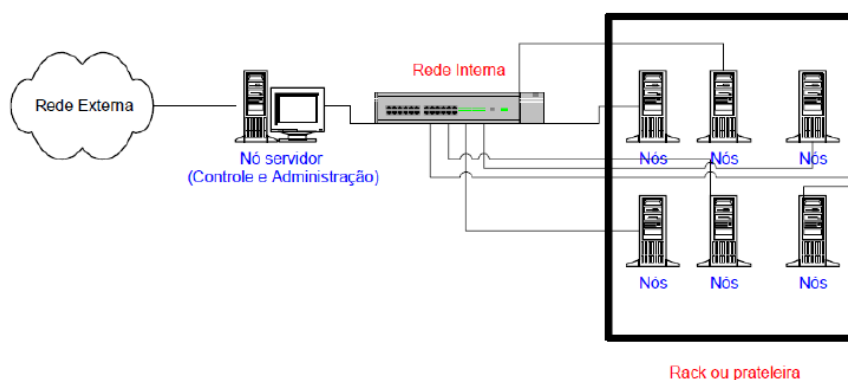 Rede Externa
Nó servidor
(Controle e Administração)
Rede Interna
Nós
Nós
Nós
Nós
Nós
Nós
Rack ou prateleira